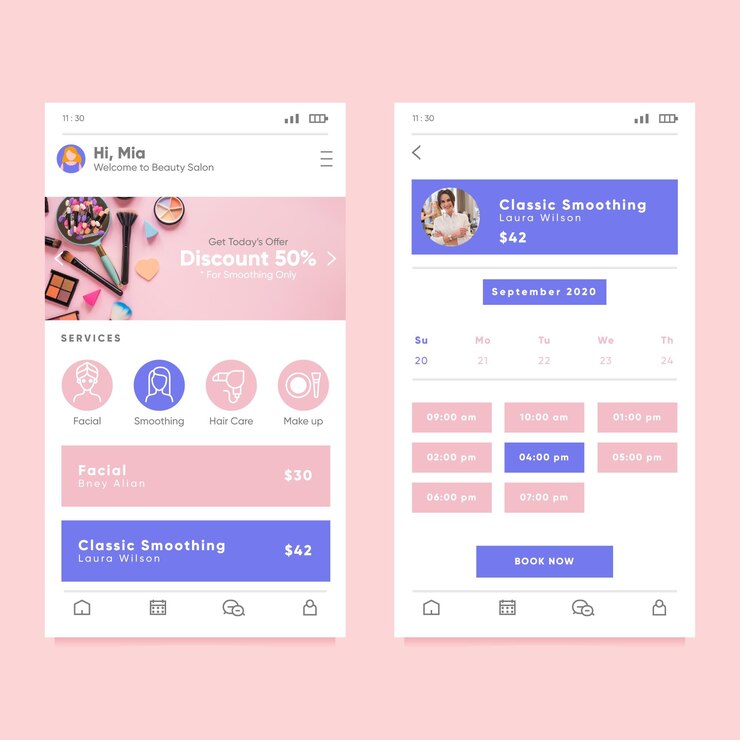 11 : 30
Hi, Mia
Welcome to Beauty Salon
Get Today's Offer
Discount 50%
* For Smoothing Only
SERVICES
Facial
Smoothing
Hair Care
Make up
Facial
Bney Alian
$30
Classic Smoothing
Laura Wilson
$42
11 : 30
Classic Smoothing
Laura Wilson
$42
September 2020
Su Mo Tu We Th
20 21 22 23 24
09:00 am 10:00 am 01:00 pm
02:00 pm 04:00 pm 05:00 pm
06:00 pm 07:00 pm
BOOK NOW